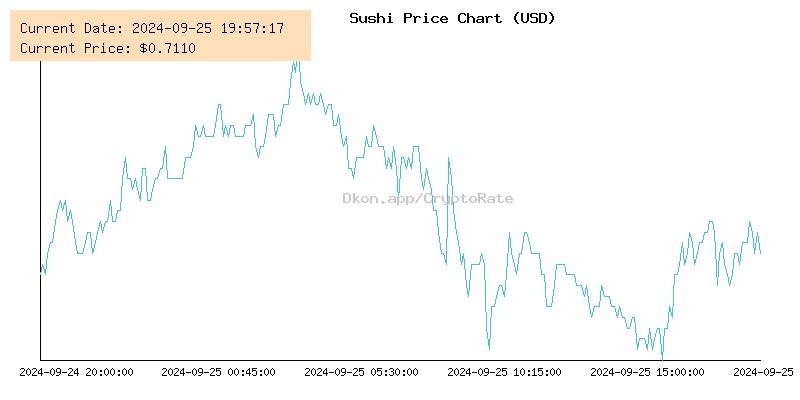 Sushi Price Chart (USD)
Current Date: 2024-09-25 19:57:17
Current Price: $0.7110
Dkon.app/CryptoRate
2024-09-24 20:00:00 2024-09-25 00:45:00 2024-09-25 05:30:00 2024-09-25 10:15:00 2024-09-25 15:00:00 2024-09-25